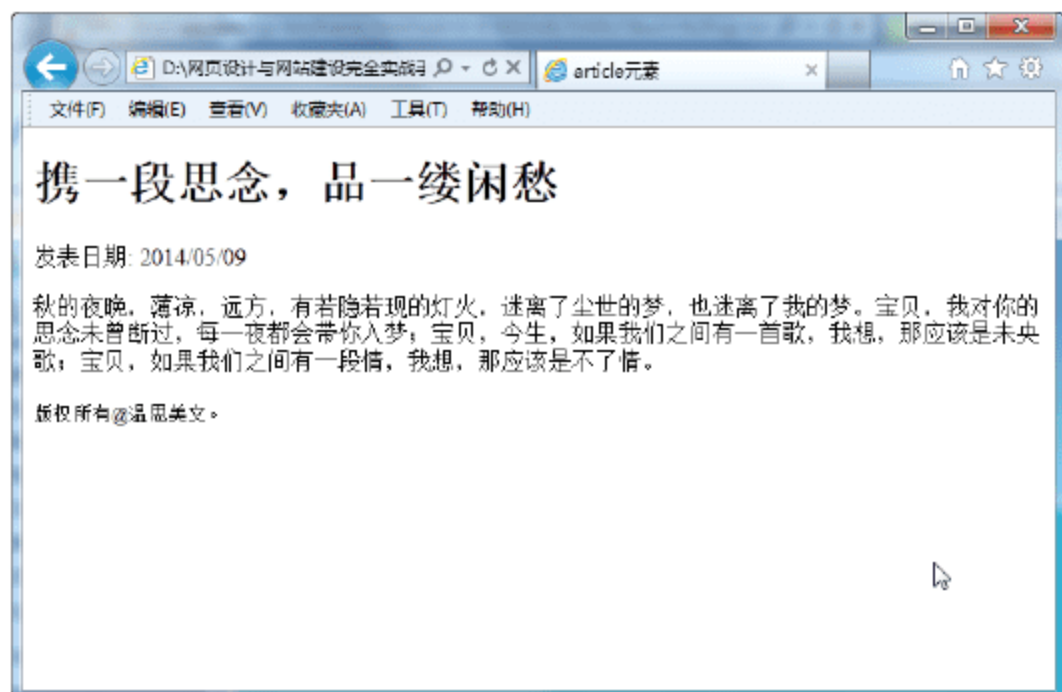 D:\网页设计与网站建设完全实战手
article元素
文件(F) 编辑(E) 查看(V) 收藏夹(A) 工具(T) 帮助(H)
携一段思念，品一缕闲愁
发表日期: 2014/05/09
秋的夜晚，薄凉，远方，有若隐若现的灯火，迷离了尘世的梦，也迷离了我的梦。宝贝，我对你的
思念未曾断过，每一夜都会带你入梦；宝贝，今生，如果我们之间有一首歌，我想，那应该是未央
歌；宝贝，如果我们之间有一段情，我想，那应该是不了情。
版权所有@温思美文。